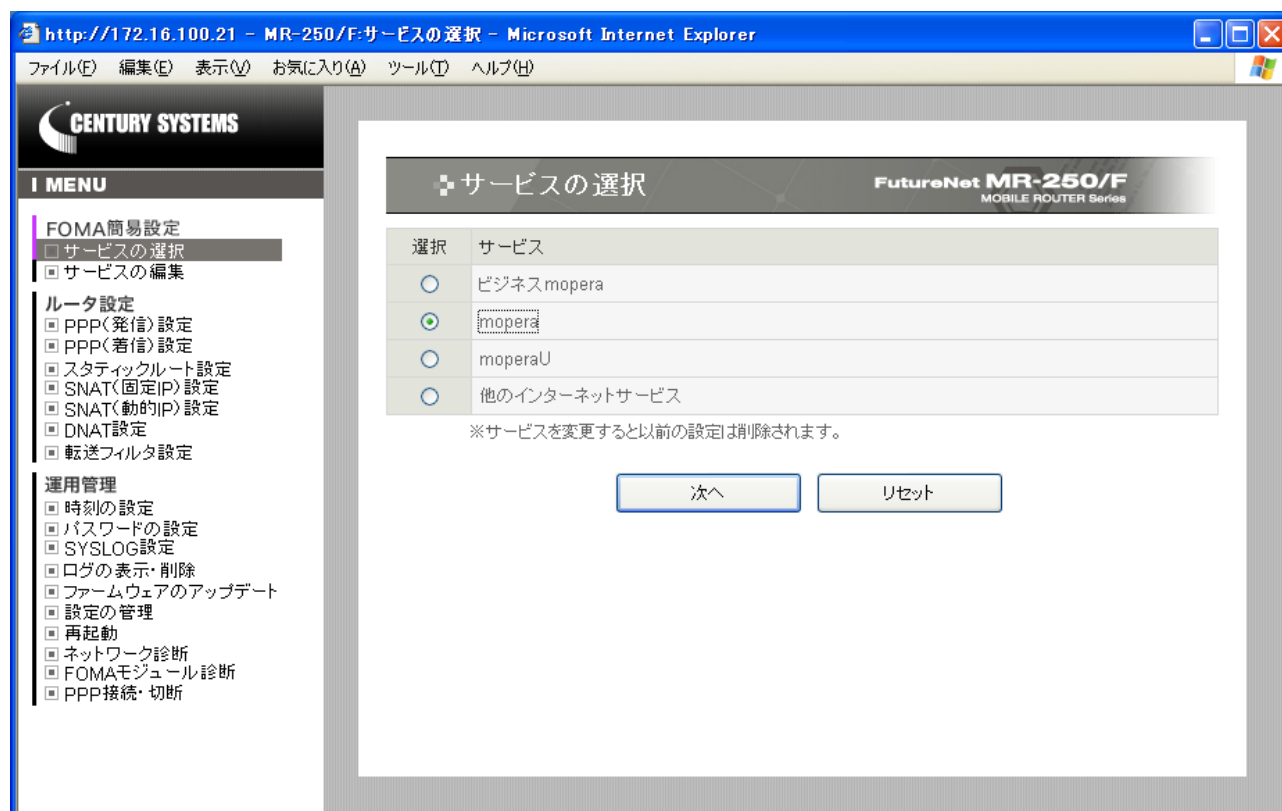 http://172.16.100.21 - MR-250/F:サービスの選択 - Microsoft Internet Explorer
ファイル(F) 編集(E) 表示(V) お気に入り(A) ツール(T) ヘルプ(H)
CENTURY SYSTEMS
MENU
FOMA簡易設定
サービスの選択
サービスの編集
ルータ設定
PPP(発信)設定
PPP(着信)設定
スタティックルート設定
SNAT(固定IP)設定
SNAT(動的IP)設定
DNAT設定
転送フィルタ設定
運用管理
時刻の設定
パスワードの設定
SYSLOG設定
ログの表示・削除
ファームウェアのアップデート
設定の管理
再起動
ネットワーク診断
FOMAモジュール診断
PPP接続・切断
サービスの選択
FutureNet MR-250/F
MOBILE ROUTER Series
選択 サービス
ビジネスmopera
mopera
moperaU
他のインターネットサービス
※サービスを変更すると以前の設定は削除されます。
次へ リセット